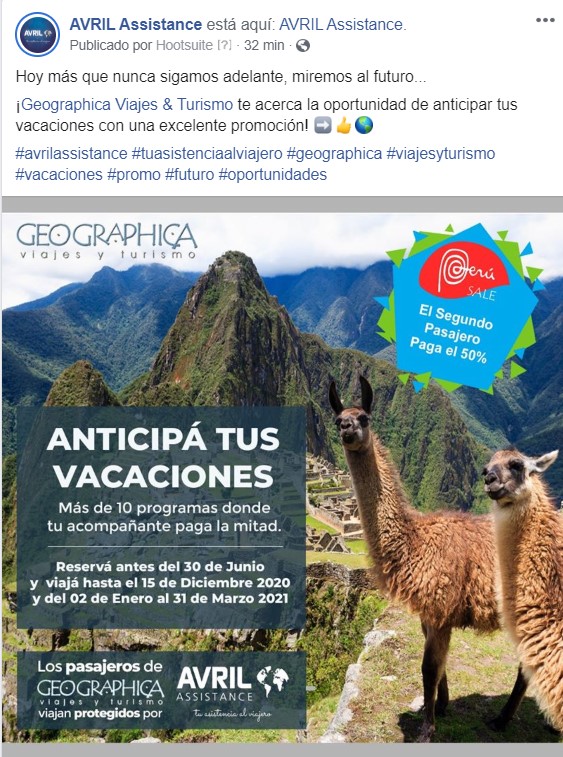 AVRIL Assistance está aquí: AVRIL Assistance.
Publicado por Hootsuite [?] · 32 min ·
Hoy más que nunca sigamos adelante, miremos al futuro...
¡Geographica Viajes & Turismo te acerca la oportunidad de anticipar tus
vacaciones con una excelente promoción! ➡️👍🌎
#avrilassistance #tuasistenciaalviajero #geographica #viajesyturismo
#vacaciones #promo #futuro #oportunidades
GEOGRAPHICA
viajes y turismo
Perú
SALE
El Segundo
Pasajero
Paga el 50%
ANTICIPÁ TUS
VACACIONES
Más de 10 programas donde
tu acompañante paga la mitad.
Reservá antes del 30 de Junio
y viajá hasta el 15 de Diciembre 2020
y del 02 de Enero al 31 de Marzo 2021
Los pasajeros de
GEOGRAPHICA
viajes y turismo
viajan protegidos por
AVRIL
ASSISTANCE
tu asistencia al viajero